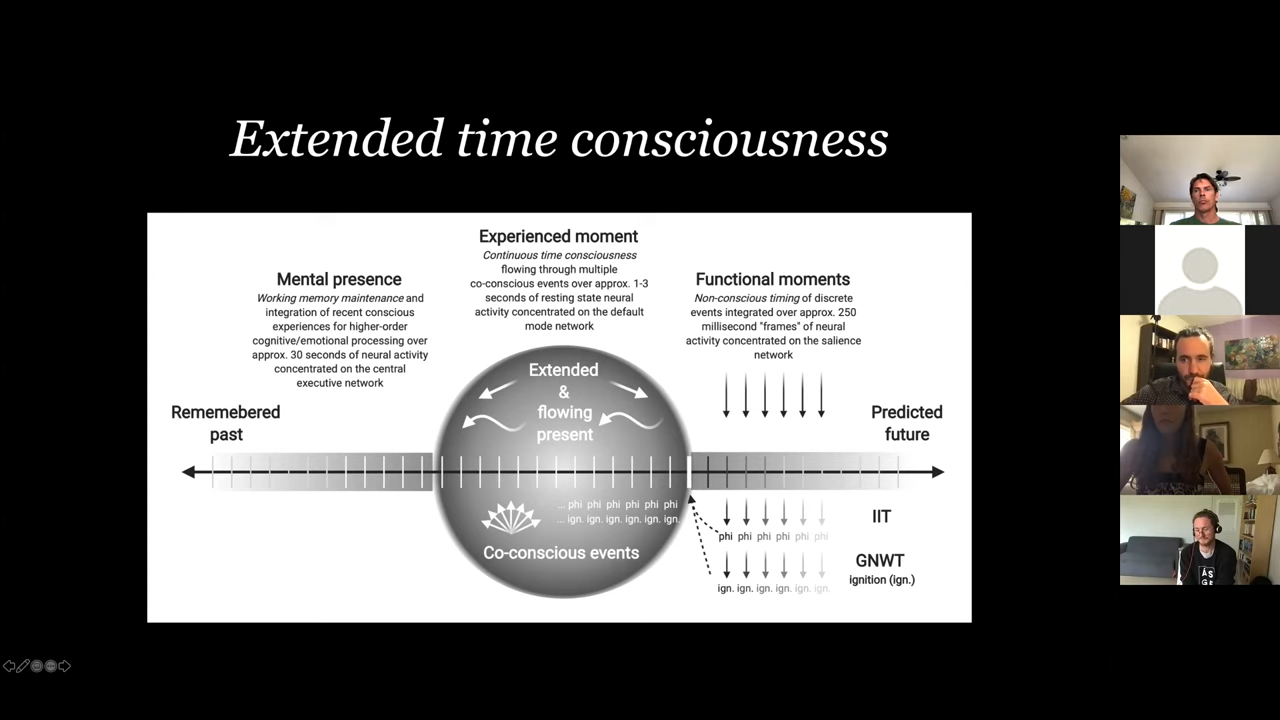 Extended time consciousness
Experienced moment
Continuous time consciousness
flowing through multiple
co-conscious events over approx. 1-3
seconds of resting state neural
activity concentrated on the default
mode network
Mental presence
Working memory maintenance and
integration of recent conscious
experiences for higher-order
cognitive/emotional processing over
approx. 30 seconds of neural activity
concentrated on the central
executive network
Functional moments
Non-conscious timing of discrete
events integrated over approx. 250
millisecond "frames" of neural
activity concentrated on the salience
network
Extended
&
flowing
present
Rememebered
past
Predicted
future
... phi phi phi phi phi phi
... ign. ign. ign. ign. ign. ign.
Co-conscious events
IIT
phi phi phi phi phi phi
GNWT
ignition (ign.)
ign. ign. ign. ign. ign. ign.